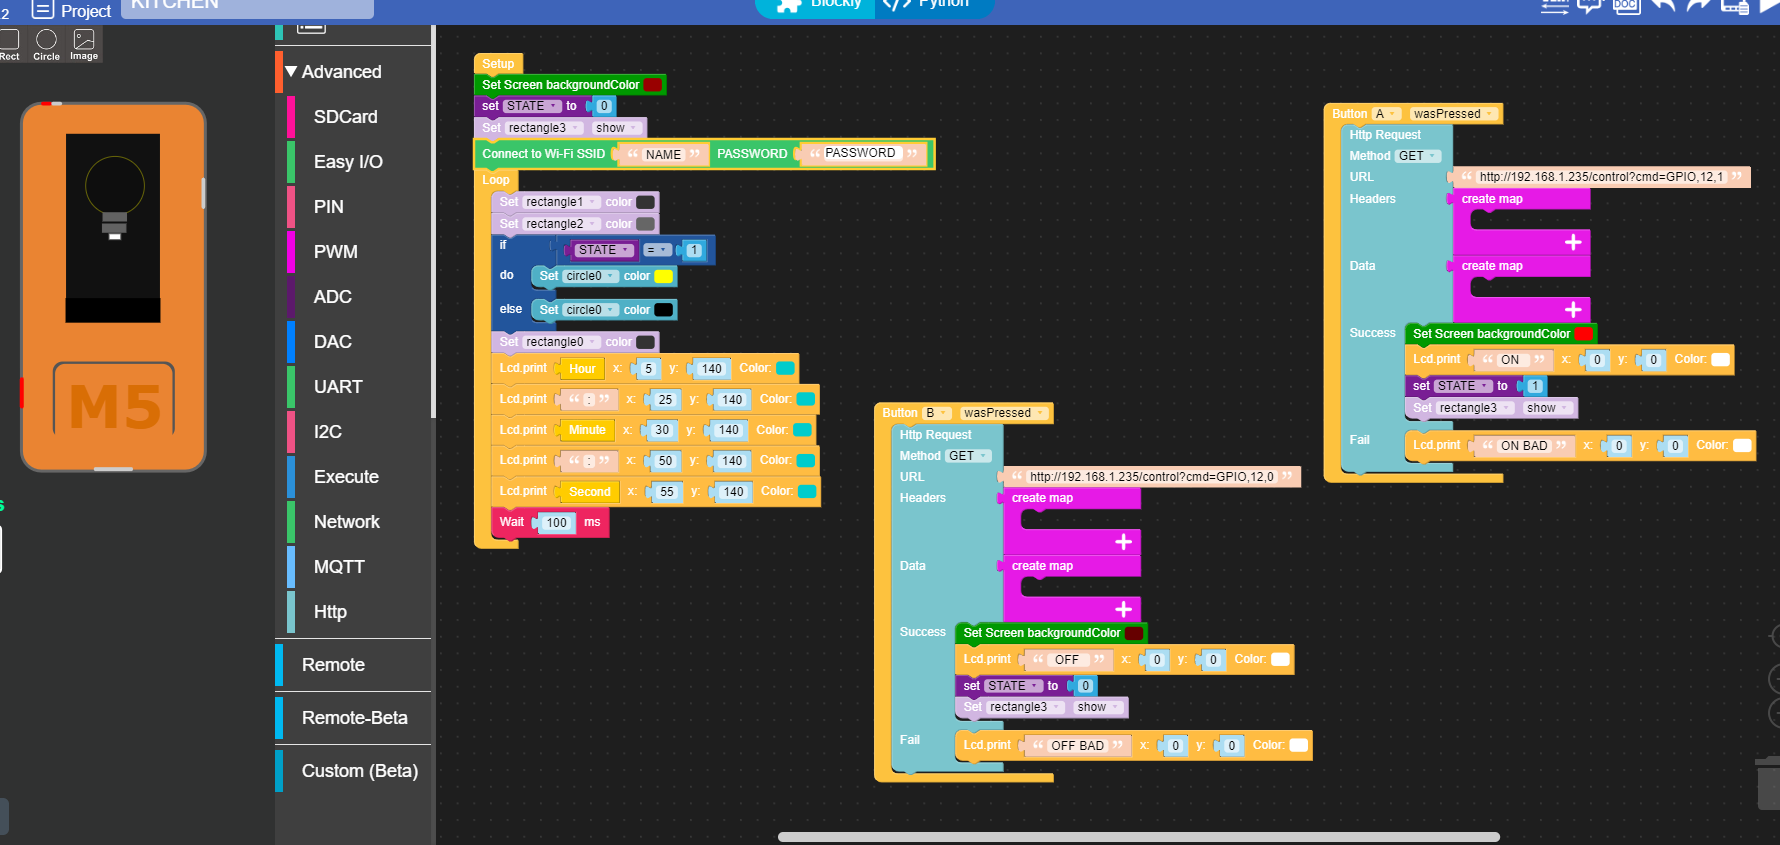 2
Project
KITCHEN
Blockly
</> Python
DOC
Rect
Circle
Image
M5
s
Advanced
SDCard
Easy I/O
PIN
PWM
ADC
DAC
UART
I2C
Execute
Network
MQTT
Http
Remote
Remote-Beta
Custom (Beta)
Setup
Set Screen backgroundColor
set STATE to 0
Set rectangle3 show
Connect to Wi-Fi SSID “ NAME ” PASSWORD “ PASSWORD ”
Loop
Set rectangle1 color
Set rectangle2 color
if STATE = 1
do Set circle0 color
else Set circle0 color
Set rectangle0 color
Lcd.print Hour x: 5 y: 140 Color:
Lcd.print “ : ” x: 25 y: 140 Color:
Lcd.print Minute x: 30 y: 140 Color:
Lcd.print “ : ” x: 50 y: 140 Color:
Lcd.print Second x: 55 y: 140 Color:
Wait 100 ms
Button B wasPressed
Http Request
Method GET
URL “ http://192.168.1.235/control?cmd=GPIO,12,0 ”
Headers create map
+
Data create map
+
Success Set Screen backgroundColor
Lcd.print “ OFF ” x: 0 y: 0 Color:
set STATE to 0
Set rectangle3 show
Fail Lcd.print “ OFF BAD ” x: 0 y: 0 Color:
Button A wasPressed
Http Request
Method GET
URL “ http://192.168.1.235/control?cmd=GPIO,12,1 ”
Headers create map
+
Data create map
+
Success Set Screen backgroundColor
Lcd.print “ ON ” x: 0 y: 0 Color:
set STATE to 1
Set rectangle3 show
Fail Lcd.print “ ON BAD ” x: 0 y: 0 Color: